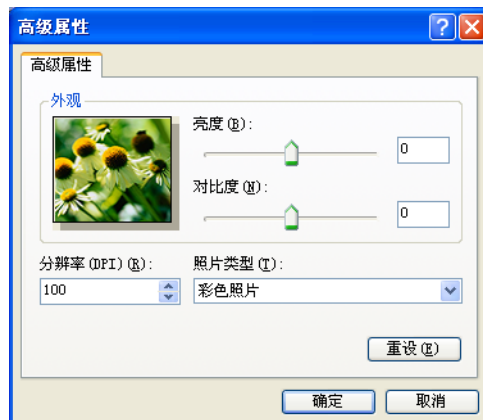 高级属性
高级属性
外观
亮度(B):
0
对比度(N):
0
分辨率(DPI)(R):
照片类型(T):
100
彩色照片
重设(E)
确定
取消